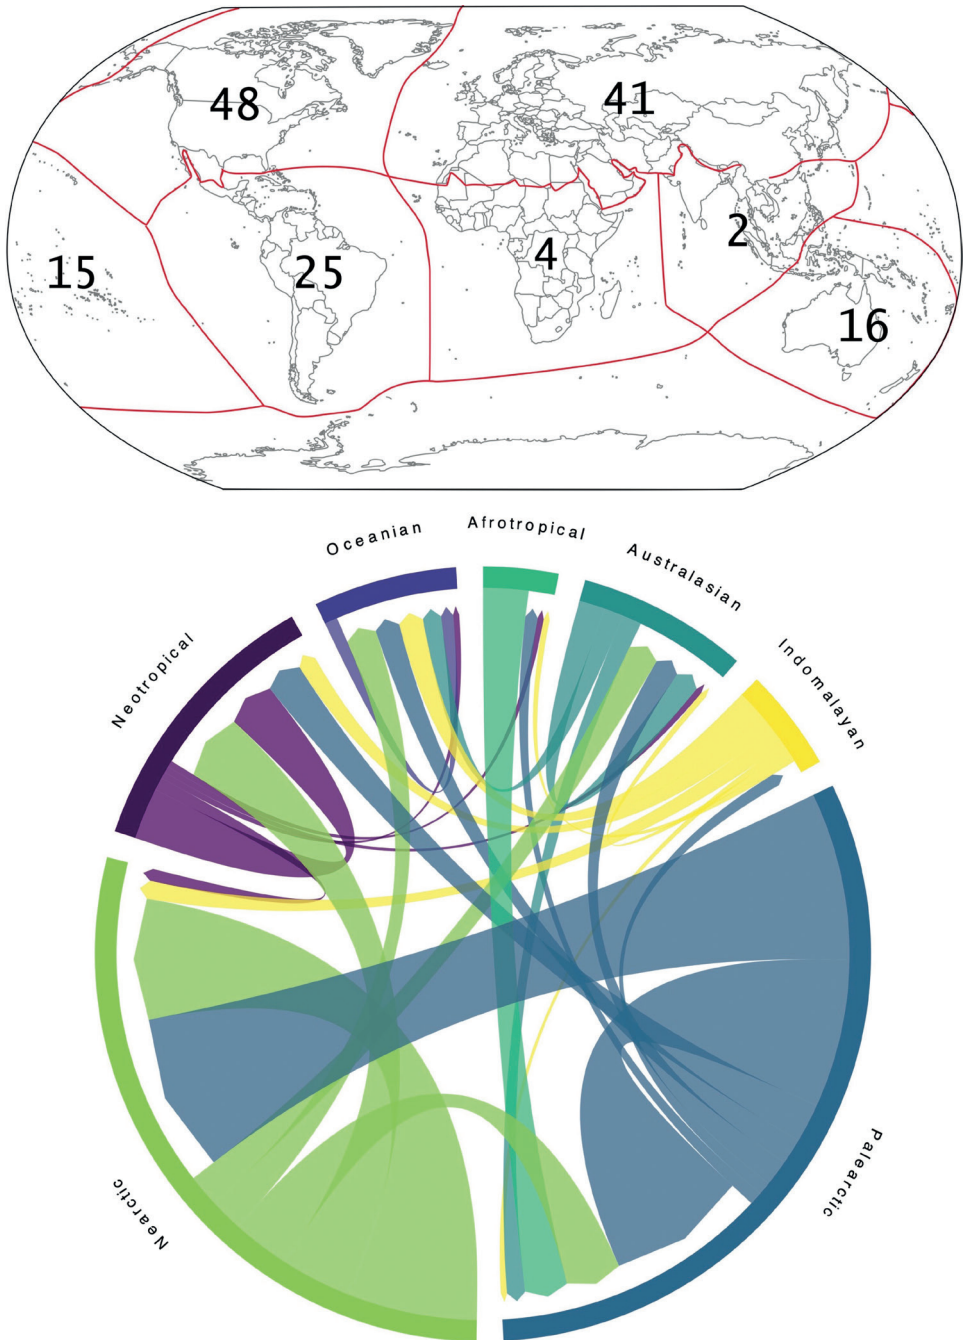 48
41
2
4
15
25
16
Oceanian
Afrotropical
Australasian
Neotropical
Indomalayan
Nearctic
Palearctic